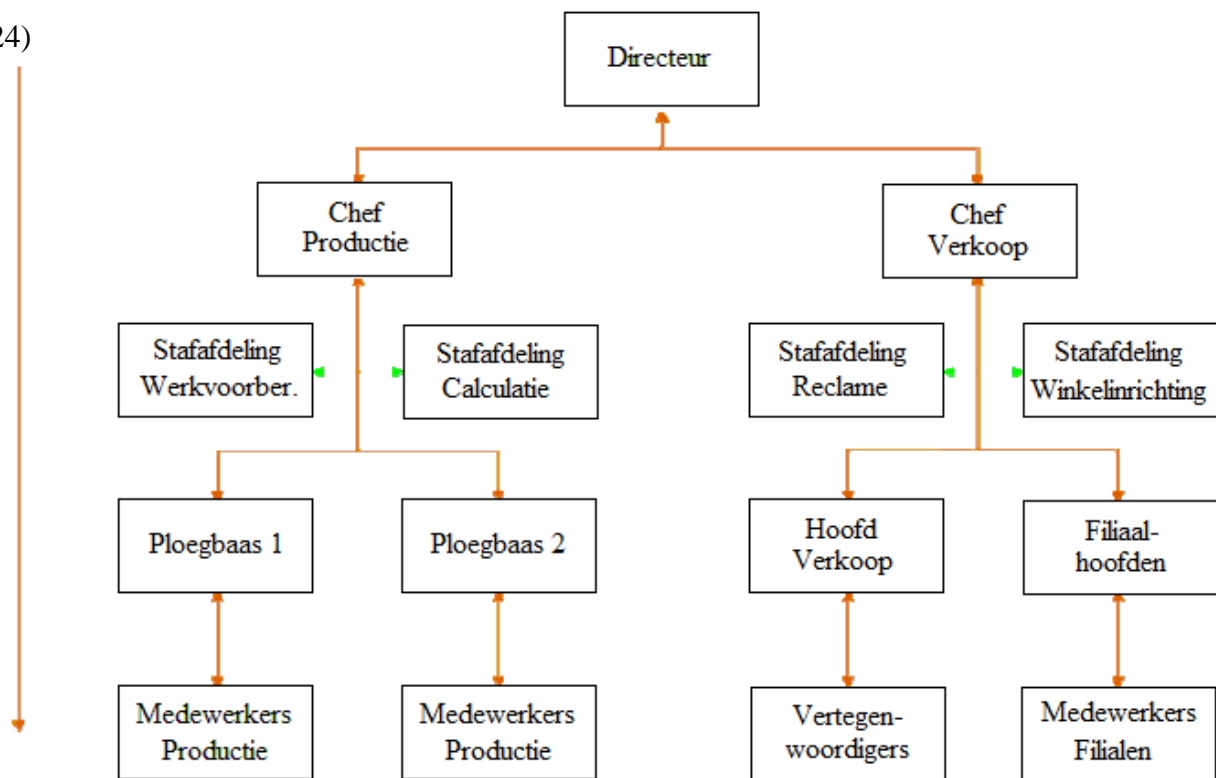 24)
Directeur
Chef
Productie
Chef
Verkoop
Stafafdeling
Werkvoorber.
Stafafdeling
Calculatie
Stafafdeling
Reclame
Stafafdeling
Winkelinrichting
Ploegbaas 1
Ploegbaas 2
Hoofd
Verkoop
Filiaal-
hoofden
Medewerkers
Productie
Medewerkers
Productie
Vertegen-
woordigers
Medewerkers
Filialen